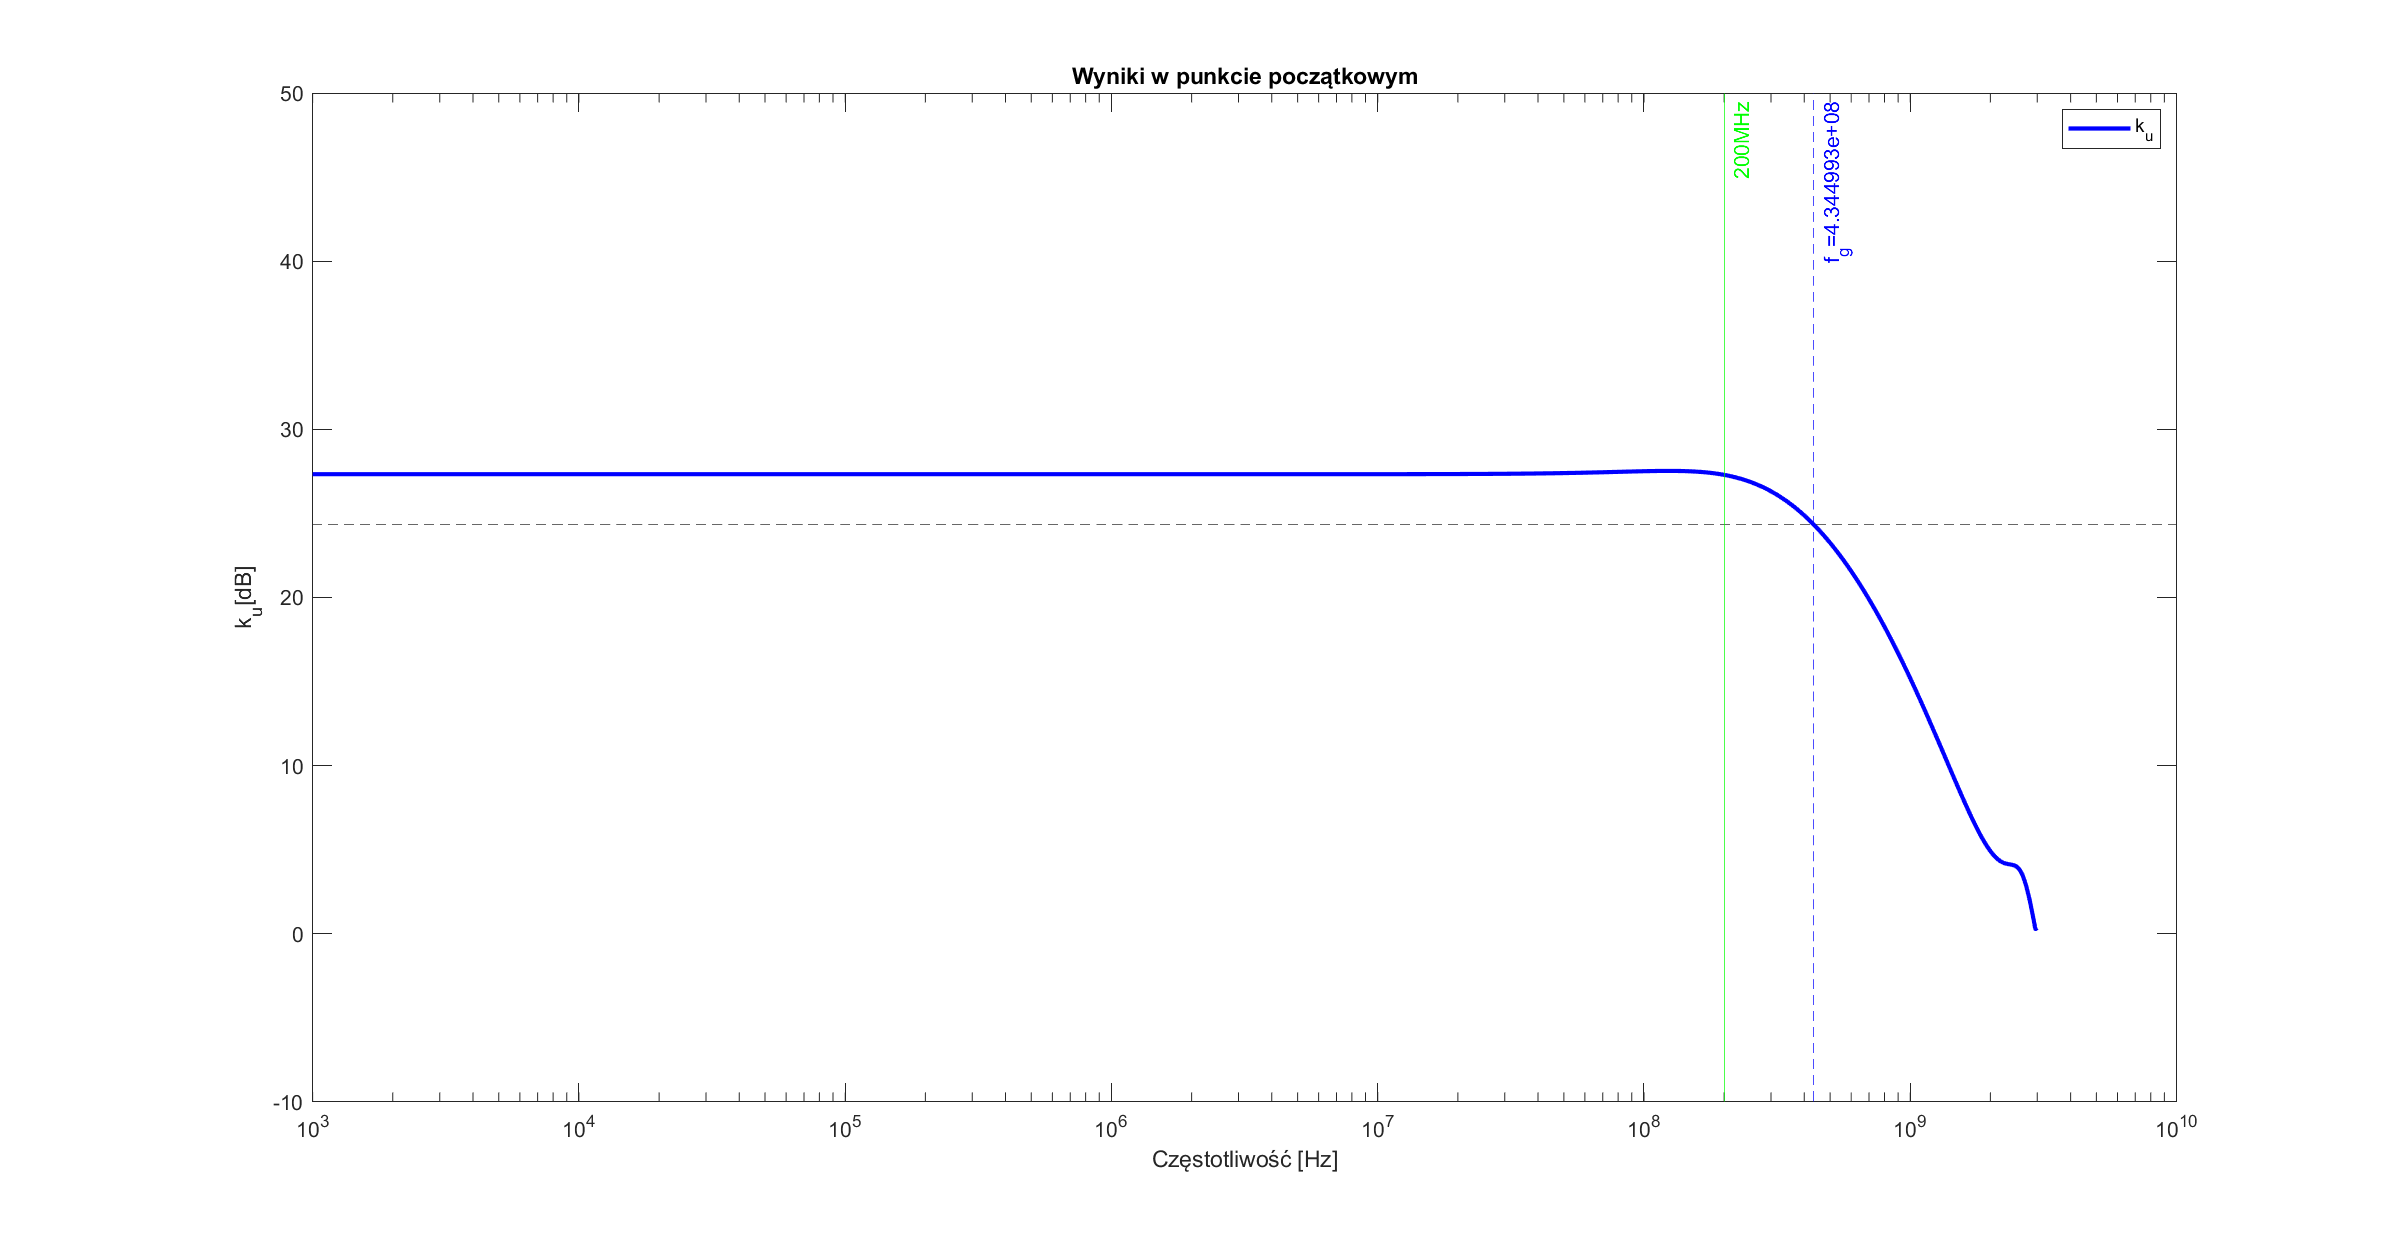 Wyniki w punkcie początkowym
50
40
30
20
10
0
-10
k_u[dB]
200MHz
f_g=4.344993e+08
k_u
10^3
10^4
10^5
10^6
10^7
10^8
10^9
10^10
Częstotliwość [Hz]